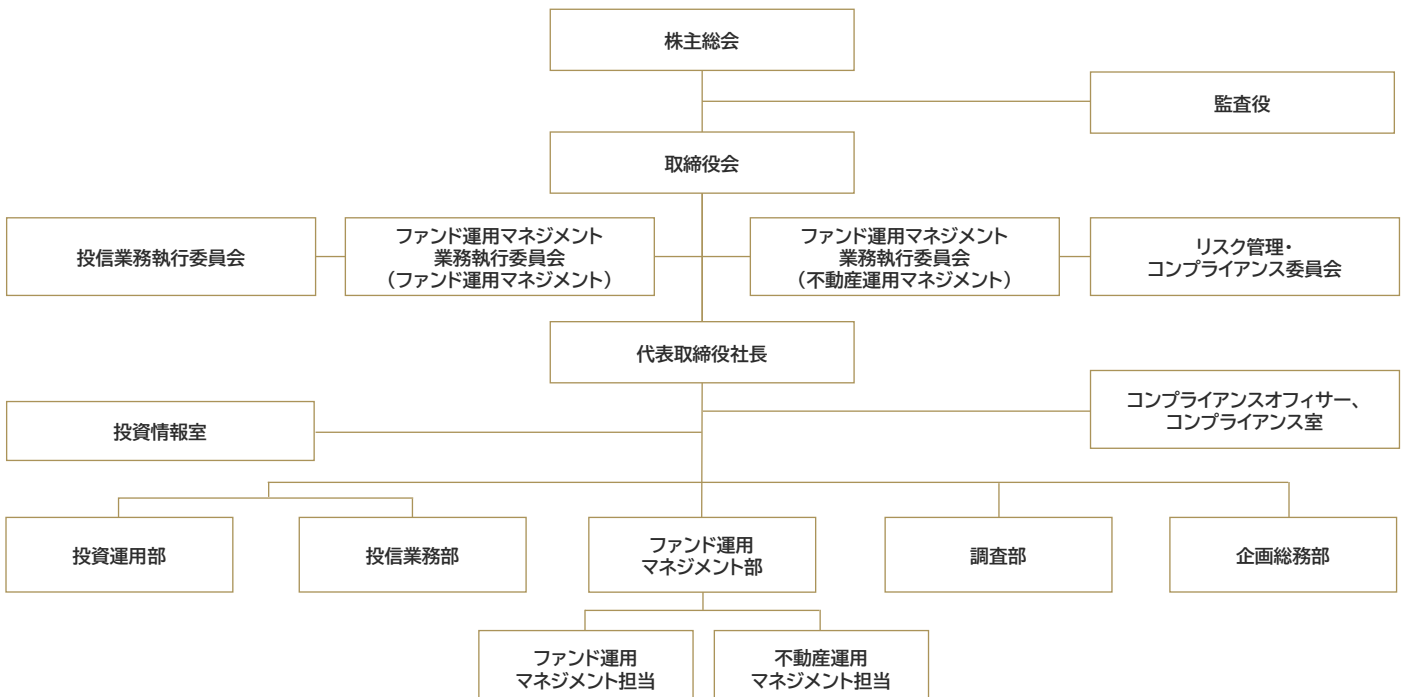 株主総会
監査役
取締役会
投信業務執行委員会
ファンド運用マネジメント
業務執行委員会
（ファンド運用マネジメント）
ファンド運用マネジメント
業務執行委員会
（不動産運用マネジメント）
リスク管理・
コンプライアンス委員会
代表取締役社長
コンプライアンスオフィサー、
コンプライアンス室
投資情報室
投資運用部
投信業務部
ファンド運用
マネジメント部
調査部
企画総務部
ファンド運用
マネジメント担当
不動産運用
マネジメント担当